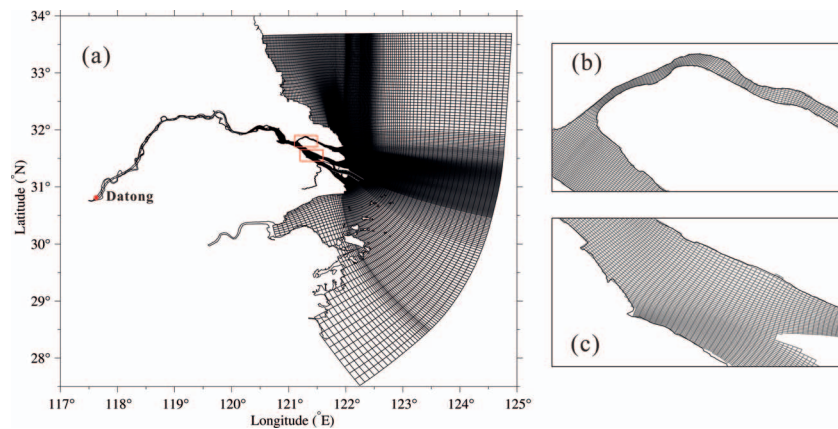 34°
(a)
33°
32°
31°
30°
29°
28°
Latitude (°N)
Datong
117° 118° 119° 120° 121° 122° 123° 124° 125°
Longitude (°E)
(b)
(c)